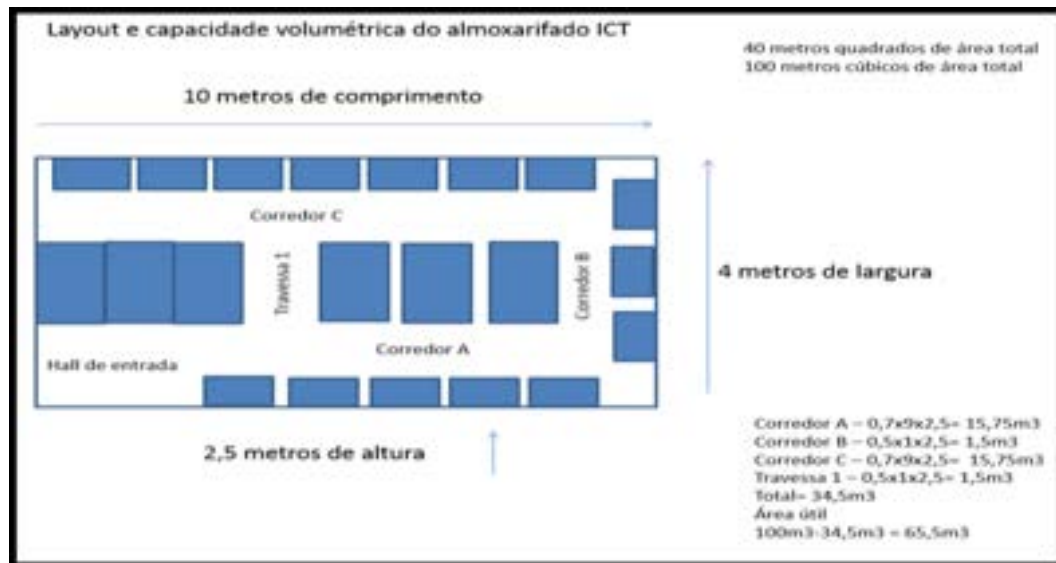 Layout e capacidade volumétrica do almoxarifado ICT
40 metros quadrados de área total
100 metros cúbicos de área total
10 metros de comprimento
Corredor C
Travessa 1
Corredor B
4 metros de largura
Corredor A
Hall de entrada
2,5 metros de altura
Corredor A – 0,7x9x2,5= 15,75m3
Corredor B – 0,5x1x2,5= 1,5m3
Corredor C – 0,7x9x2,5= 15,75m3
Travessa 1 – 0,5x1x2,5= 1,5m3
Total= 34,5m3
Área útil
100m3-34,5m3 = 65,5m3